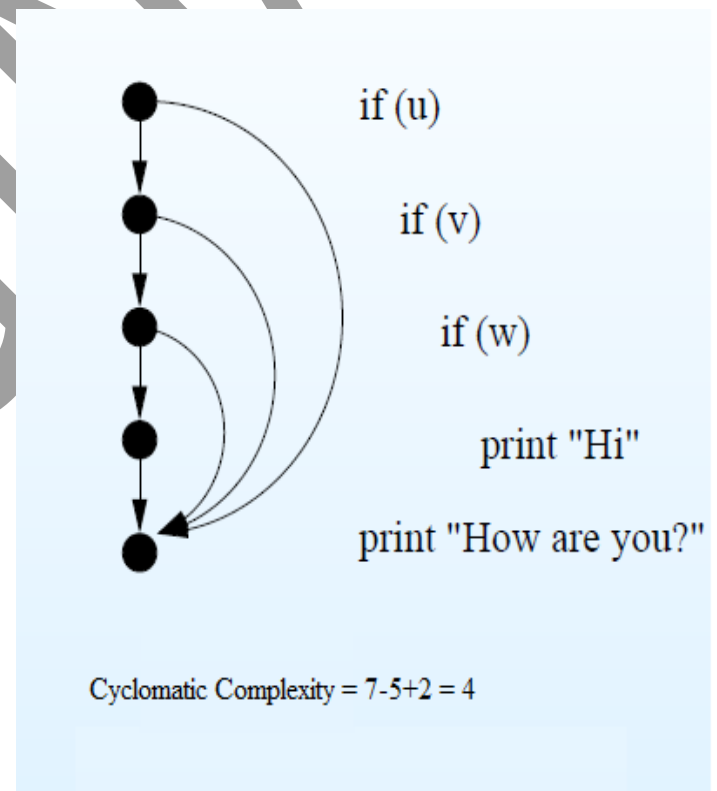 if (u)
if (v)
if (w)
print "Hi"
print "How are you?"
Cyclomatic Complexity = 7-5+2 = 4